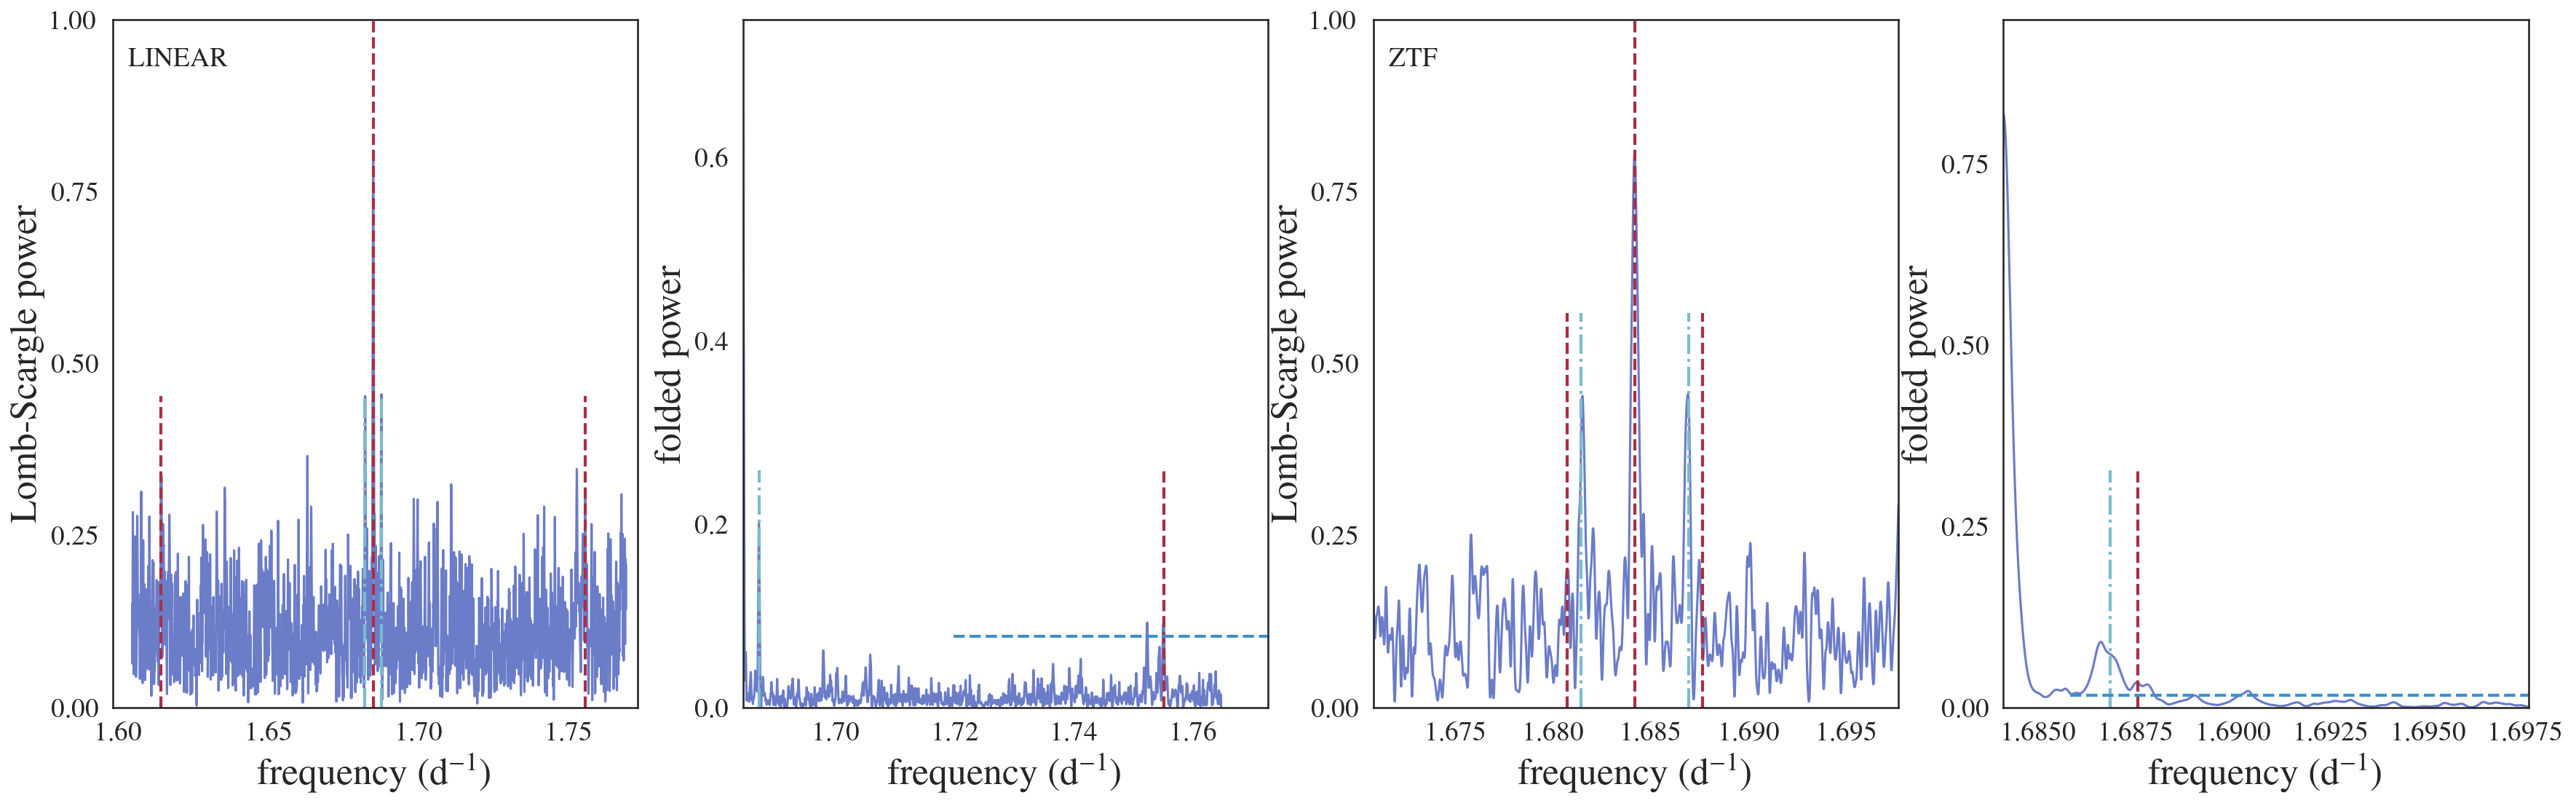 LINEAR
Lomb-Scargle power
1.00
0.75
0.50
0.25
0.00
1.60 1.65 1.70 1.75
frequency (d⁻¹)
folded power
0.6
0.4
0.2
0.0
1.70 1.72 1.74 1.76
frequency (d⁻¹)
ZTF
Lomb-Scargle power
1.00
0.75
0.50
0.25
0.00
1.675 1.680 1.685 1.690 1.695
frequency (d⁻¹)
folded power
0.75
0.50
0.25
0.00
1.6850 1.6875 1.6900 1.6925 1.6950 1.6975
frequency (d⁻¹)